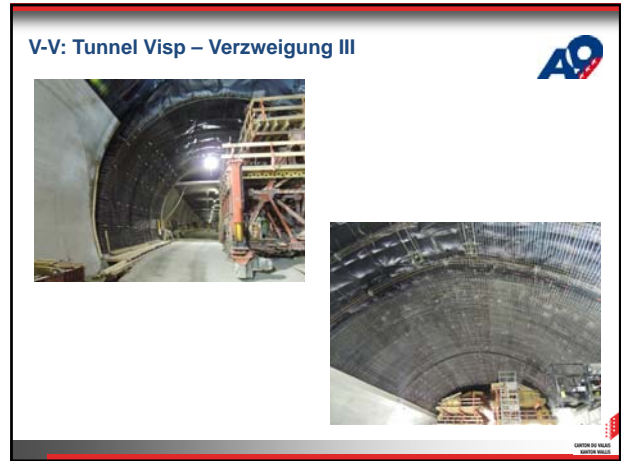 V-V: Tunnel Visp – Verzweigung III
A9
CANTON DU VALAIS
KANTON WALLIS